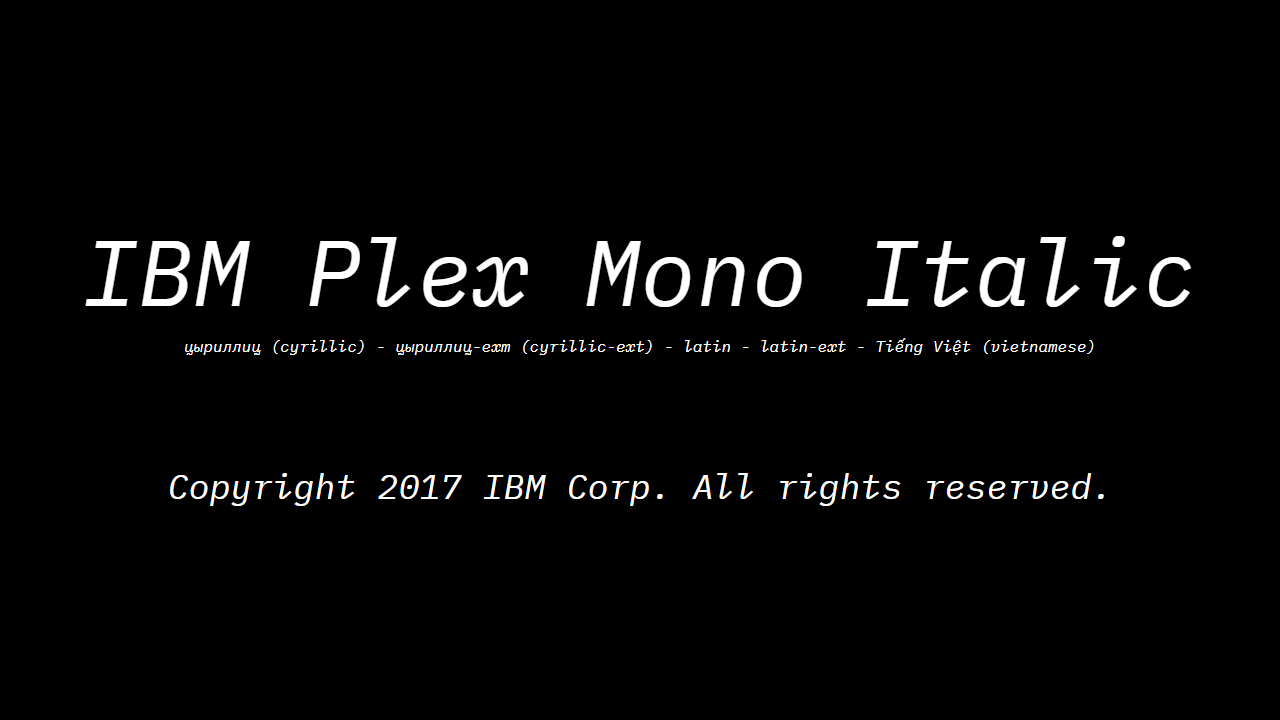 IBM Plex Mono Italic
цыриллиц (cyrillic) - цыриллиц-ехт (cyrillic-ext) - latin - latin-ext - Tiếng Việt (vietnamese)
Copyright 2017 IBM Corp. All rights reserved.